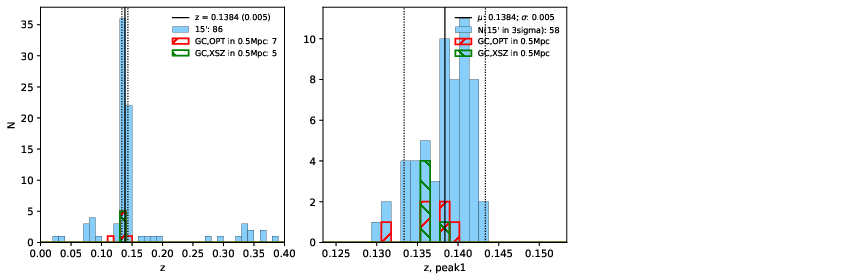 z = 0.1384 (0.005)
15': 86
GC,OPT in 0.5Mpc: 7
GC,XSZ in 0.5Mpc: 5
35
30
25
20
15
10
5
0
N
0.00 0.05 0.10 0.15 0.20 0.25 0.30 0.35 0.40
z
μ: 0.1384; σ: 0.005
N(15' in 3sigma): 58
GC,OPT in 0.5Mpc
GC,XSZ in 0.5Mpc
10
8
6
4
2
0
0.125 0.130 0.135 0.140 0.145 0.150
z, peak1